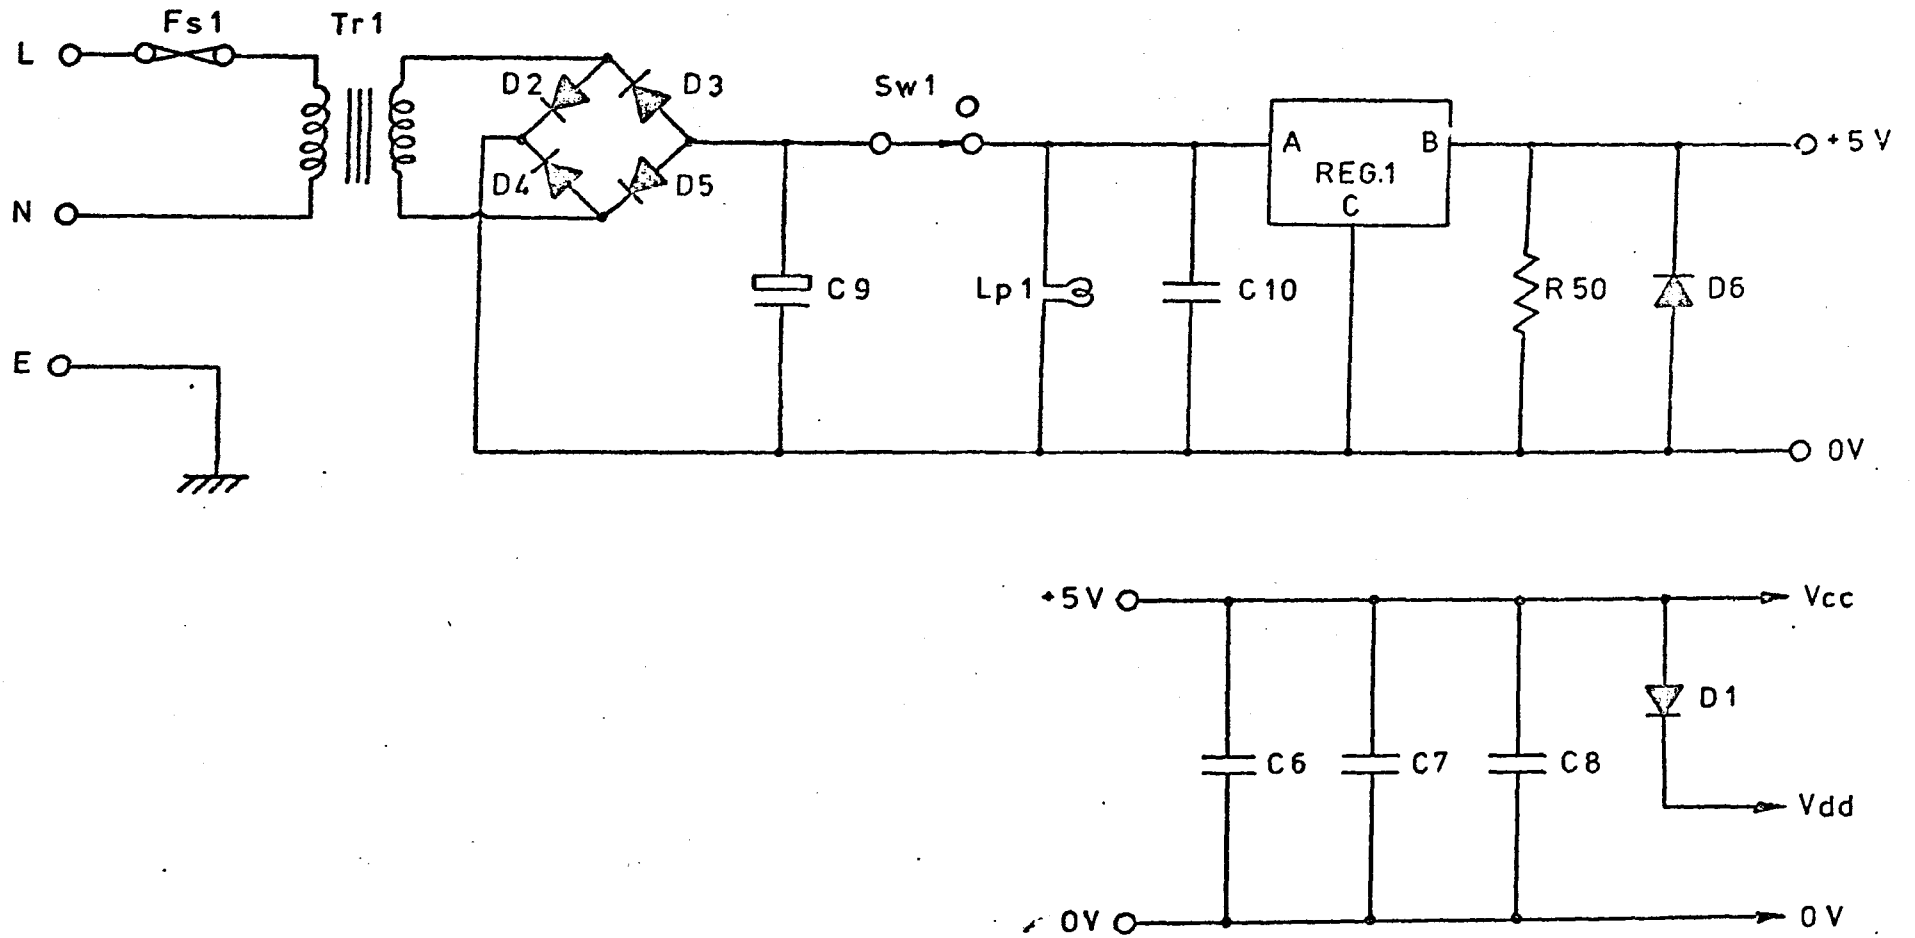 Fs1
Tr1
L
D2
D3
Sw1
A
B
+5V
REG.1
D4
D5
C
N
C9
Lp1
C10
R50
D6
E
0V
+5V
Vcc
D1
C6
C7
C8
Vdd
0V
0V